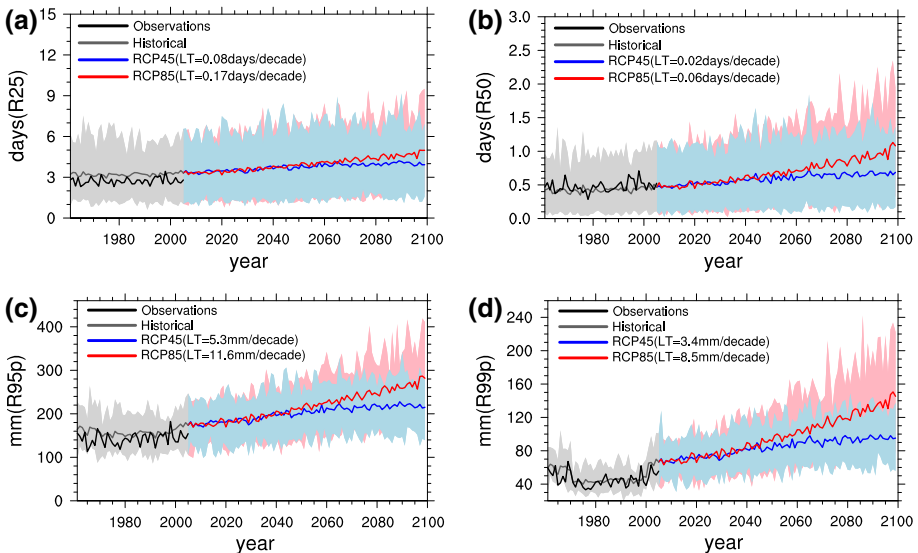 (a)
Observations
Historical
RCP45(LT=0.08days/decade)
RCP85(LT=0.17days/decade)
days(R25)
15
12
9
6
3
0
1980 2000 2020 2040 2060 2080 2100
year
(b)
Observations
Historical
RCP45(LT=0.02days/decade)
RCP85(LT=0.06days/decade)
days(R50)
3.0
2.5
2.0
1.5
1.0
0.5
0.0
1980 2000 2020 2040 2060 2080 2100
year
(c)
Observations
Historical
RCP45(LT=5.3mm/decade)
RCP85(LT=11.6mm/decade)
mm(R95p)
400
300
200
100
0
1980 2000 2020 2040 2060 2080 2100
year
(d)
Observations
Historical
RCP45(LT=3.4mm/decade)
RCP85(LT=8.5mm/decade)
mm(R99p)
240
200
160
120
80
40
1980 2000 2020 2040 2060 2080 2100
year